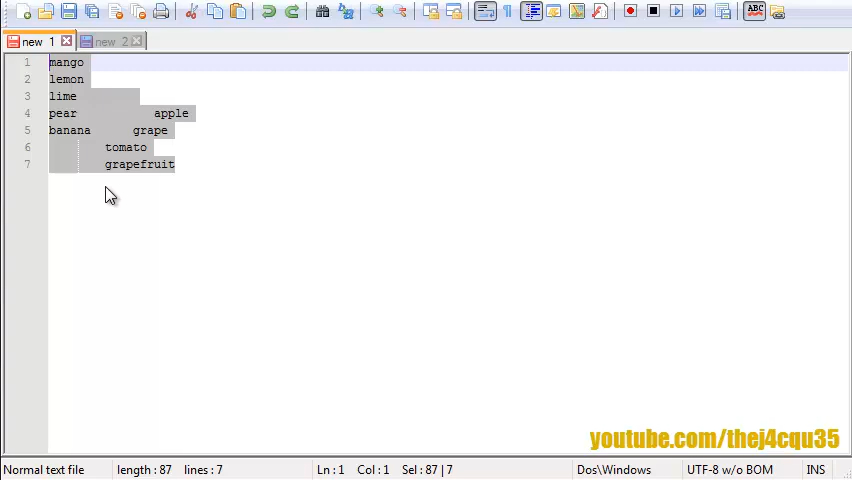 ABC
new 1 new 2
1 mango
2 lemon
3 lime
4 pear apple
5 banana grape
6 tomato
7 grapefruit
youtube.com/thej4cqu35
Normal text file length : 87 lines : 7 Ln : 1 Col : 1 Sel : 87 | 7 Dos\Windows UTF-8 w/o BOM INS